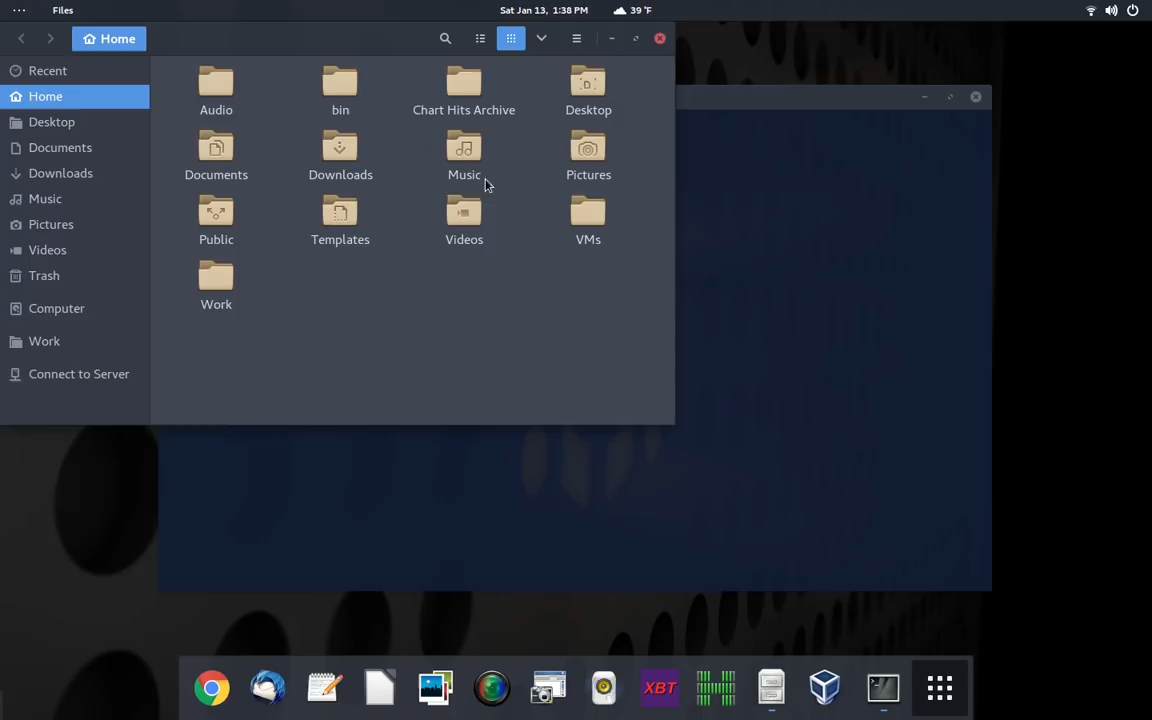 Files
Sat Jan 13, 1:38 PM
39 °F
Home
Recent
Home
Desktop
Documents
Downloads
Music
Pictures
Videos
Trash
Computer
Work
Connect to Server
Audio
bin
Chart Hits Archive
Desktop
Documents
Downloads
Music
Pictures
Public
Templates
Videos
VMs
Work
XBT